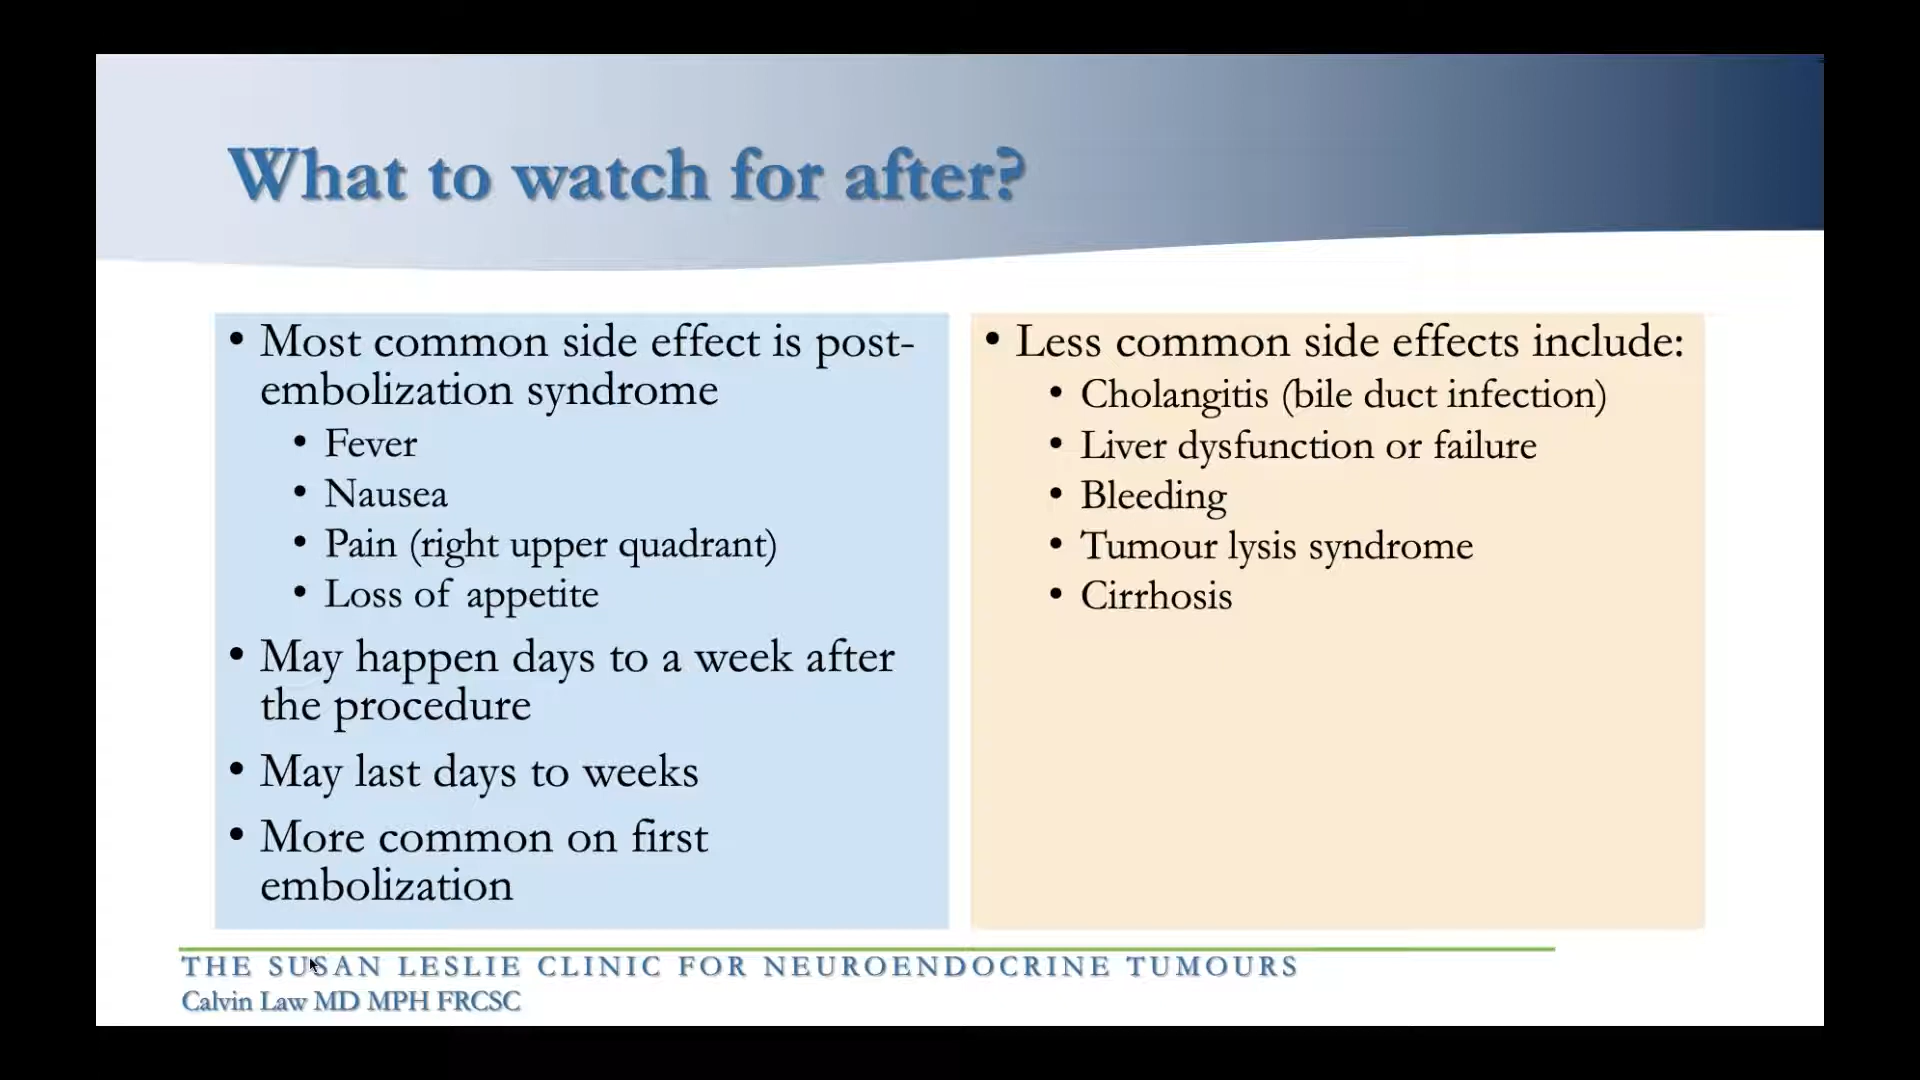 What to watch for after?
• Most common side effect is post-
embolization syndrome
• Fever
• Nausea
• Pain (right upper quadrant)
• Loss of appetite
• May happen days to a week after
the procedure
• May last days to weeks
• More common on first
embolization
• Less common side effects include:
• Cholangitis (bile duct infection)
• Liver dysfunction or failure
• Bleeding
• Tumour lysis syndrome
• Cirrhosis
THE SUSAN LESLIE CLINIC FOR NEUROENDOCRINE TUMOURS
Calvin Law MD MPH FRCSC